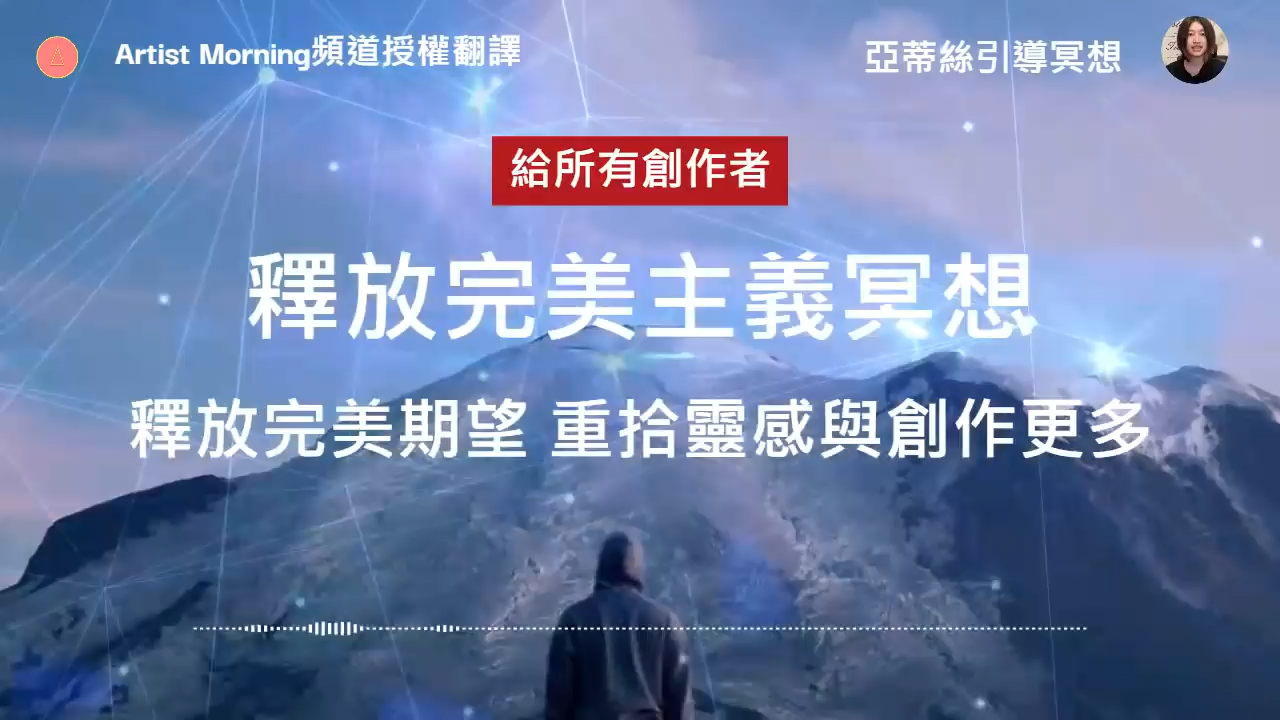 Artist Morning頻道授權翻譯
亞蒂絲引導冥想
給所有創作者
釋放完美主義冥想
釋放完美期望 重拾靈感與創作更多